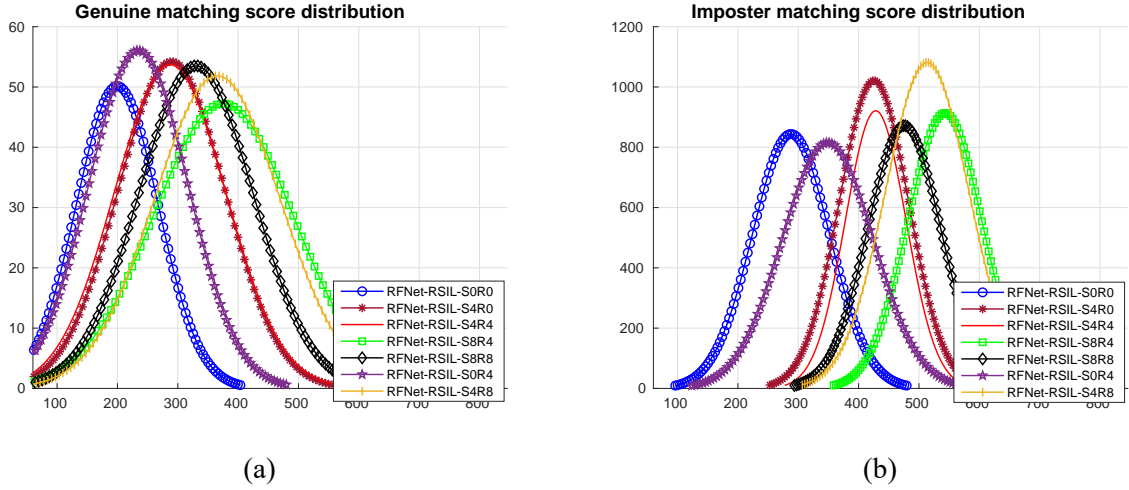 Genuine matching score distribution
60
50
40
30
20
10
0
100 200 300 400 500 600 700 800
RFNet-RSIL-S0R0
RFNet-RSIL-S4R0
RFNet-RSIL-S4R4
RFNet-RSIL-S8R4
RFNet-RSIL-S8R8
RFNet-RSIL-S0R4
RFNet-RSIL-S4R8
(a)
Imposter matching score distribution
1200
1000
800
600
400
200
0
100 200 300 400 500 600 700 800
RFNet-RSIL-S0R0
RFNet-RSIL-S4R0
RFNet-RSIL-S4R4
RFNet-RSIL-S8R4
RFNet-RSIL-S8R8
RFNet-RSIL-S0R4
RFNet-RSIL-S4R8
(b)